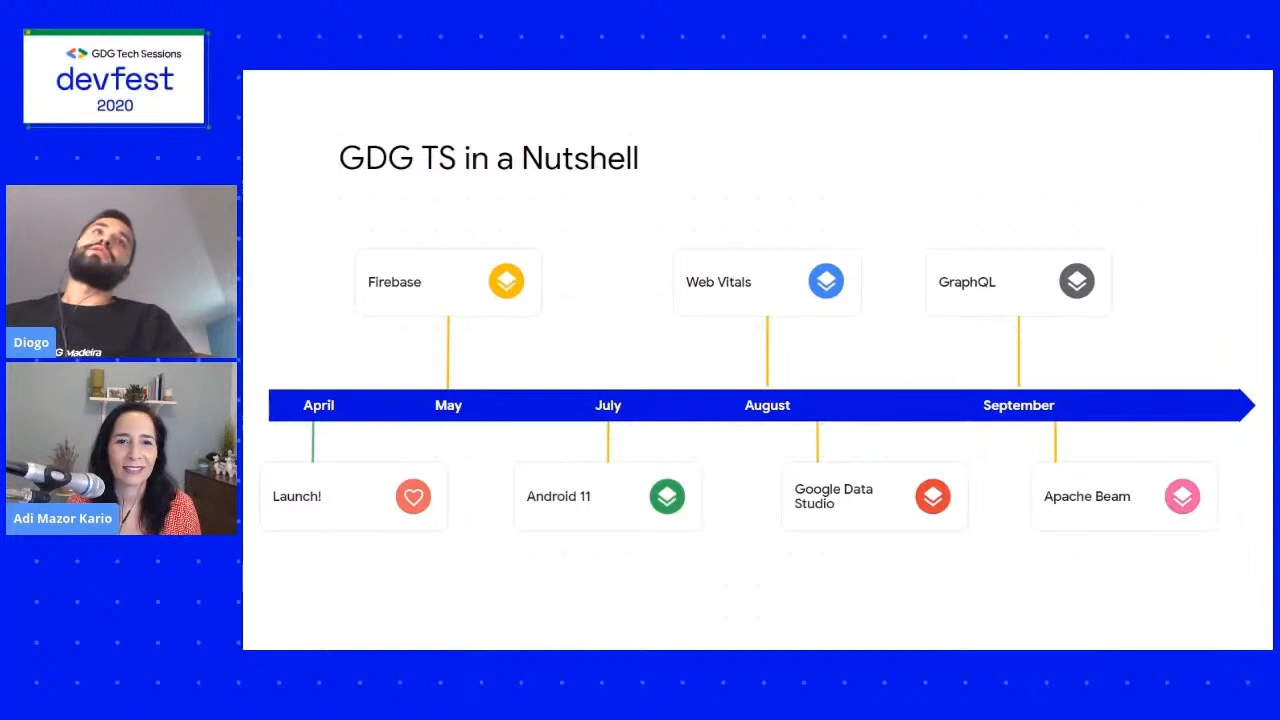 GDG Tech Sessions
devfest
2020
GDG TS in a Nutshell
Firebase
Web Vitals
GraphQL
Diogo
G Madeira
April
May
July
August
September
Launch!
Android 11
Google Data
Studio
Apache Beam
Adi Mazor Kario